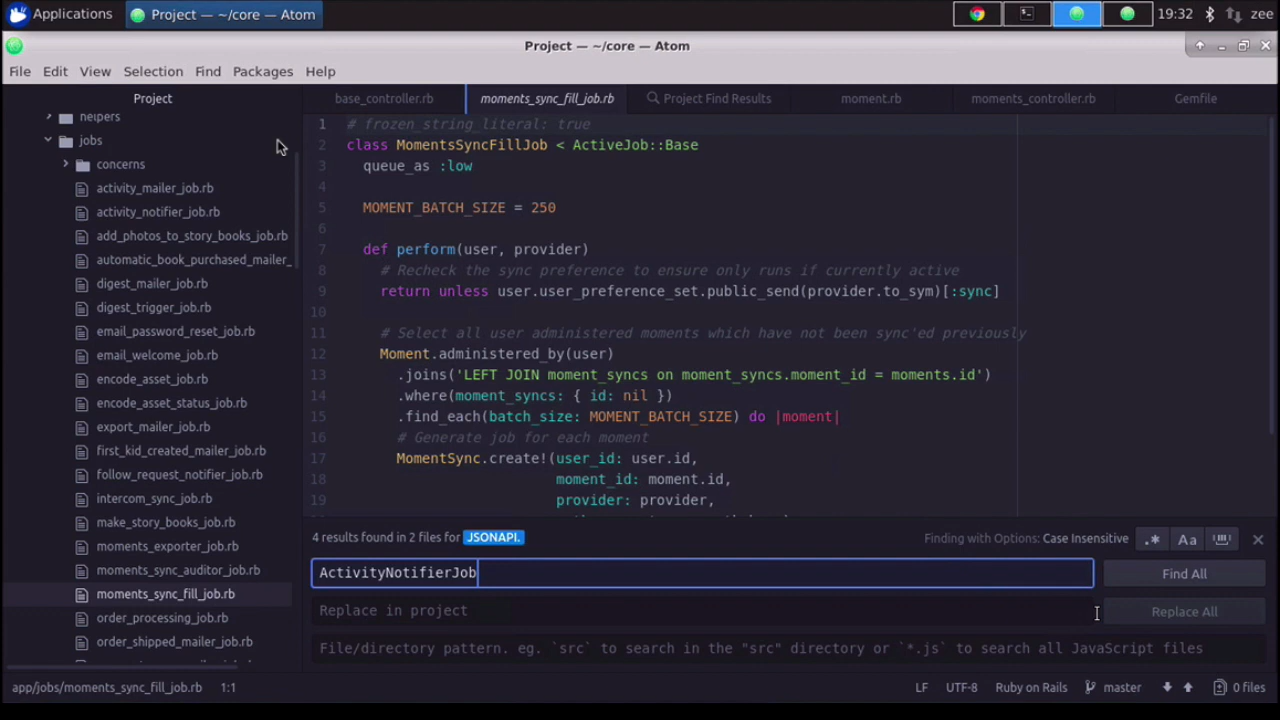 Applications
Project — ~/core — Atom
19:32
zee
Project — ~/core — Atom
File Edit View Selection Find Packages Help
Project
helpers
jobs
concerns
activity_mailer_job.rb
activity_notifier_job.rb
add_photos_to_story_books_job.rb
automatic_book_purchased_mailer_
digest_mailer_job.rb
digest_trigger_job.rb
email_password_reset_job.rb
email_welcome_job.rb
encode_asset_job.rb
encode_asset_status_job.rb
export_mailer_job.rb
first_kid_created_mailer_job.rb
follow_request_notifier_job.rb
intercom_sync_job.rb
make_story_books_job.rb
moments_exporter_job.rb
moments_sync_auditor_job.rb
moments_sync_fill_job.rb
order_processing_job.rb
order_shipped_mailer_job.rb
base_controller.rb moments_sync_fill_job.rb Project Find Results moment.rb moments_controller.rb Gemfile
1 # frozen_string_literal: true
2 class MomentsSyncFillJob < ActiveJob::Base
3 queue_as :low
4
5 MOMENT_BATCH_SIZE = 250
6
7 def perform(user, provider)
8 # Recheck the sync preference to ensure only runs if currently active
9 return unless user.user_preference_set.public_send(provider.to_sym)[:sync]
10
11 # Select all user administered moments which have not been sync'ed previously
12 Moment.administered_by(user)
13 .joins('LEFT JOIN moment_syncs on moment_syncs.moment_id = moments.id')
14 .where(moment_syncs: { id: nil })
15 .find_each(batch_size: MOMENT_BATCH_SIZE) do |moment|
16 # Generate job for each moment
17 MomentSync.create!(user_id: user.id,
18 moment_id: moment.id,
19 provider: provider,
4 results found in 2 files for JSONAPI.
Finding with Options: Case Insensitive
.* Aa
ActivityNotifierJob
Find All
Replace in project
Replace All
File/directory pattern. eg. `src` to search in the "src" directory or `*.js` to search all JavaScript files
app/jobs/moments_sync_fill_job.rb 1:1
LF UTF-8 Ruby on Rails master 0 files